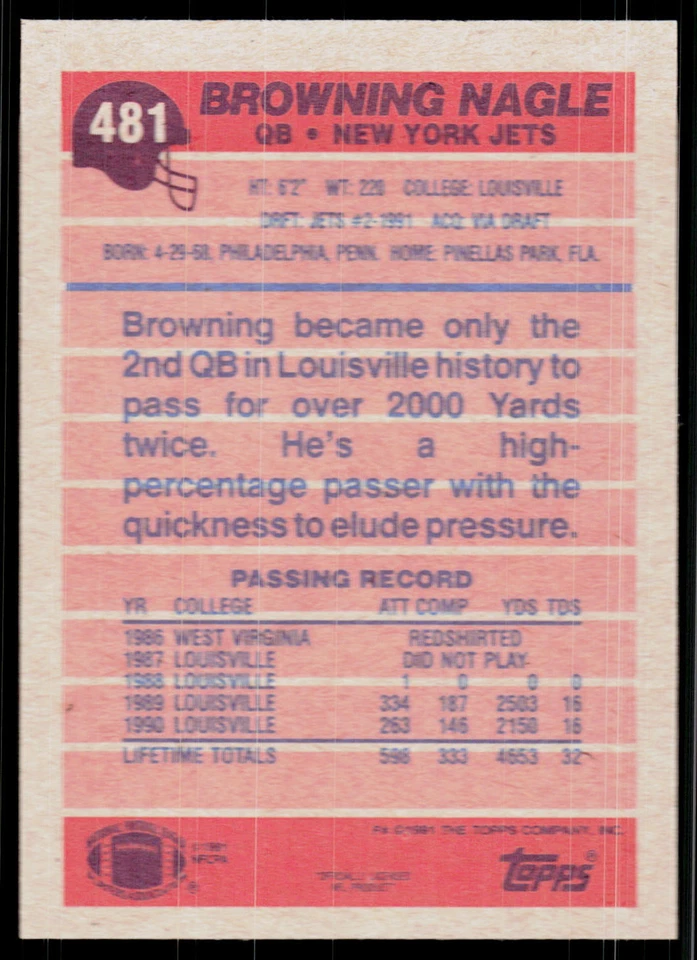 481
BROWNING NAGLE
QB • NEW YORK JETS
HT: 6'2" WT: 220 COLLEGE: LOUISVILLE
DRFT: JETS #2-1991 ACQ: VIA DRAFT
BORN: 4-29-68, PHILADELPHIA, PENN. HOME: PINELLAS PARK, FLA.
Browning became only the
2nd QB in Louisville history to
pass for over 2000 Yards
twice. He's a high-
percentage passer with the
quickness to elude pressure.
PASSING RECORD
YR COLLEGE ATT COMP YDS TDS
1986 WEST VIRGINIA REDSHIRTED
1987 LOUISVILLE DID NOT PLAY
1988 LOUISVILLE 1 0 0 0
1989 LOUISVILLE 334 187 2503 16
1990 LOUISVILLE 263 146 2150 16
LIFETIME TOTALS 598 333 4653 32
©1991 THE TOPPS COMPANY, INC.
©1991
NFLPA
TOPPS®